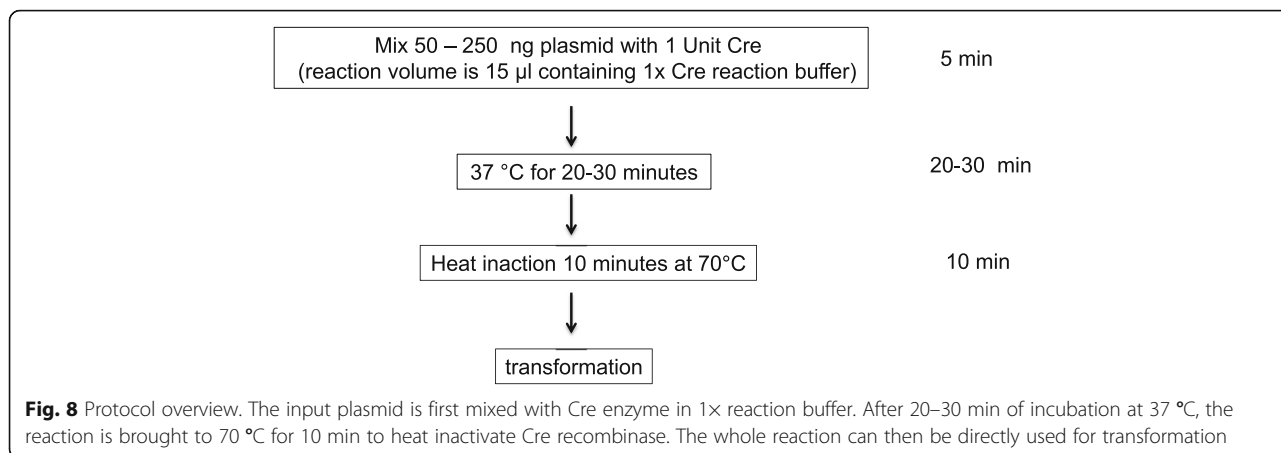 Mix 50 – 250 ng plasmid with 1 Unit Cre
(reaction volume is 15 µl containing 1x Cre reaction buffer)
5 min
37 °C for 20-30 minutes
20-30 min
Heat inaction 10 minutes at 70°C
10 min
transformation
Fig. 8 Protocol overview. The input plasmid is first mixed with Cre enzyme in 1× reaction buffer. After 20–30 min of incubation at 37 °C, the
reaction is brought to 70 °C for 10 min to heat inactivate Cre recombinase. The whole reaction can then be directly used for transformation